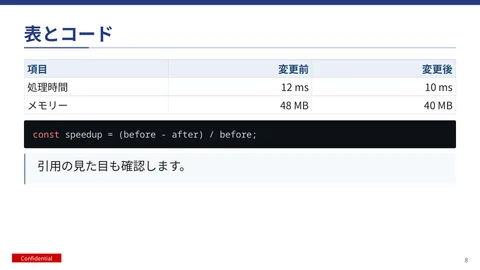 表とコード
項目 変更前 変更後
処理時間 12 ms 10 ms
メモリー 48 MB 40 MB
const speedup = (before - after) / before;
引用の見た目も確認します。
Confidential
8